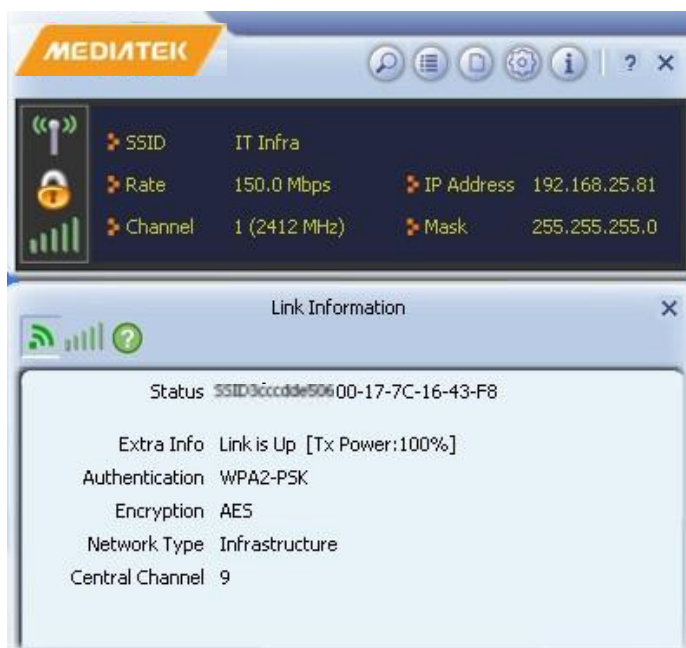 MEDIATEK
? ×
SSID IT Infra
Rate 150.0 Mbps IP Address 192.168.25.81
Channel 1 (2412 MHz) Mask 255.255.255.0
Link Information ×
Status 00-17-7C-16-43-F8
Extra Info Link is Up [Tx Power:100%]
Authentication WPA2-PSK
Encryption AES
Network Type Infrastructure
Central Channel 9